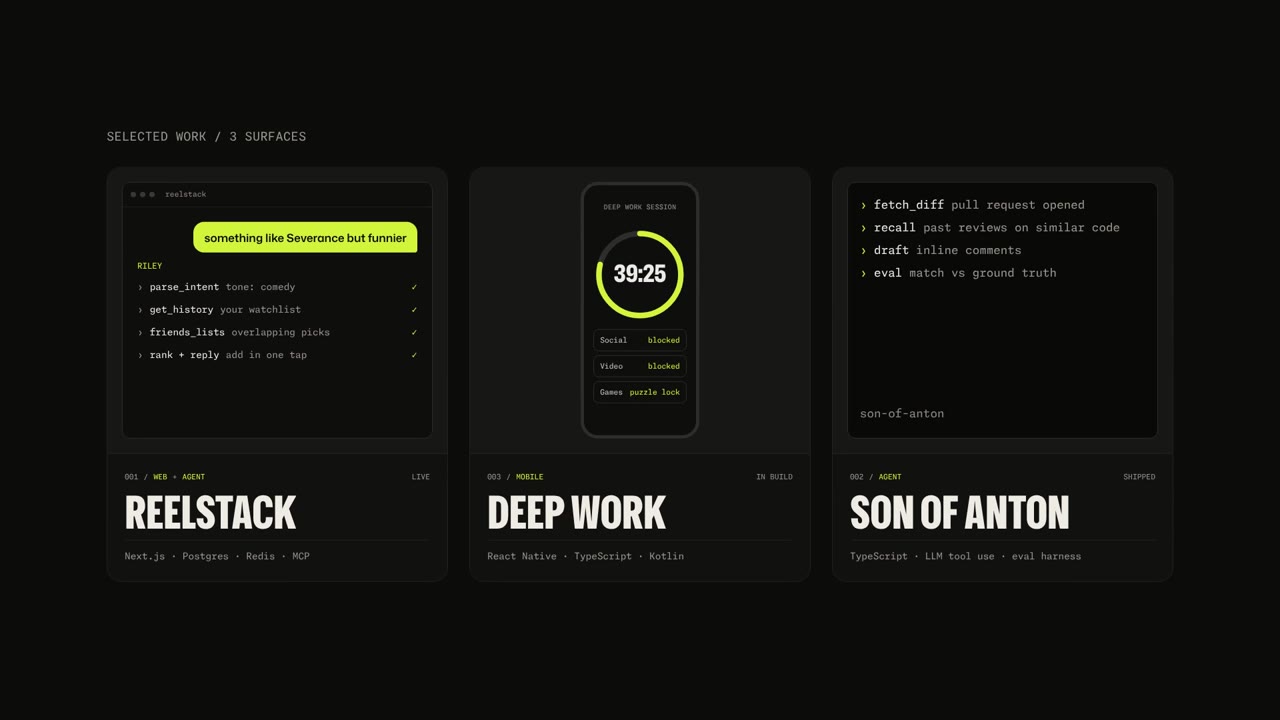 SELECTED WORK / 3 SURFACES
reelstack
something like Severance but funnier
RILEY
› parse_intent tone: comedy ✓
› get_history your watchlist ✓
› friends_lists overlapping picks ✓
› rank + reply add in one tap ✓
001 / WEB + AGENT LIVE
REELSTACK
Next.js · Postgres · Redis · MCP
DEEP WORK SESSION
39:25
Social blocked
Video blocked
Games puzzle lock
003 / MOBILE IN BUILD
DEEP WORK
React Native · TypeScript · Kotlin
› fetch_diff pull request opened
› recall past reviews on similar code
› draft inline comments
› eval match vs ground truth
son-of-anton
002 / AGENT SHIPPED
SON OF ANTON
TypeScript · LLM tool use · eval harness